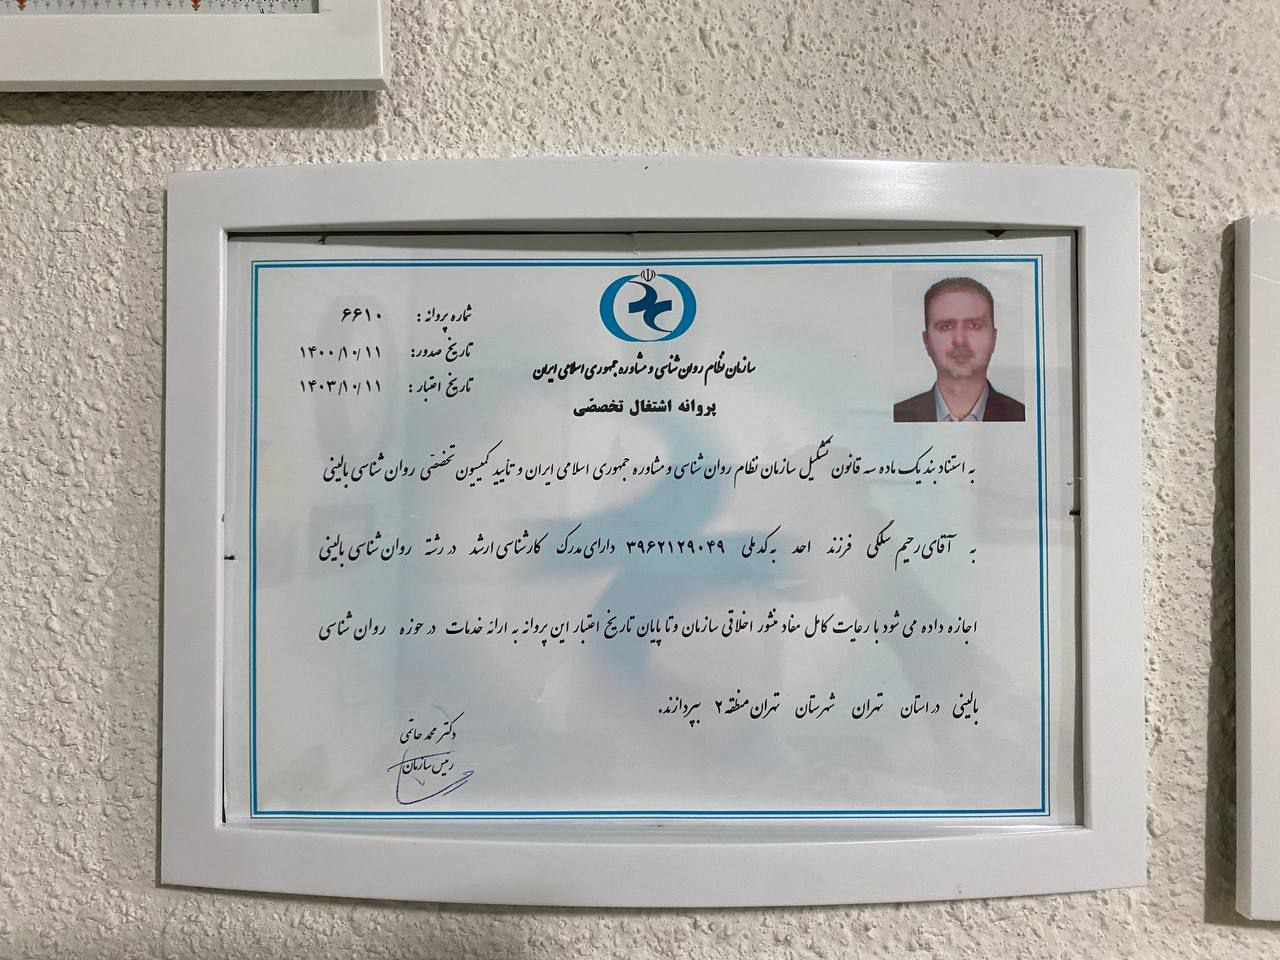 سازمان نظام روان شناسی و مشاوره جمهوری اسلامی ایران
پروانه اشتغال تخصصّی
شماره پروانه : ۶۶۱۰
تاریخ صدور: ۱۴۰۰/۱۰/۱۱
تاریخ اعتبار : ۱۴۰۳/۱۰/۱۱
به استناد بند یک ماده سه قانون تشکیل سازمان نظام روان شناسی و مشاوره جمهوری اسلامی ایران و تأیید کمیسیون تخصصّی روان شناسی بالینی
به آقای رحیم سلگی فرزند احد به کد ملی ۳۹۶۲۱۲۹۰۴۹ دارای مدرک کارشناسی ارشد در رشته روان شناسی بالینی
اجازه داده می شود با رعایت کامل مفاد منشور اخلاقی سازمان و تا پایان تاریخ اعتبار این پروانه به ارائه خدمات در حوزه روان شناسی
بالینی در استان تهران شهرستان تهران منطقه ۲ بپردازند.
دکتر محمد حاتمی
رئیس سازمان